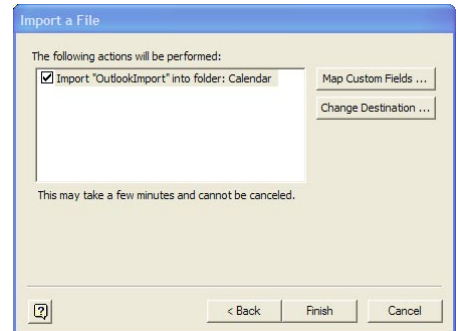 Import a File
The following actions will be performed:
Import "OutlookImport" into folder: Calendar
Map Custom Fields ...
Change Destination ...
This may take a few minutes and cannot be canceled.
?
< Back
Finish
Cancel